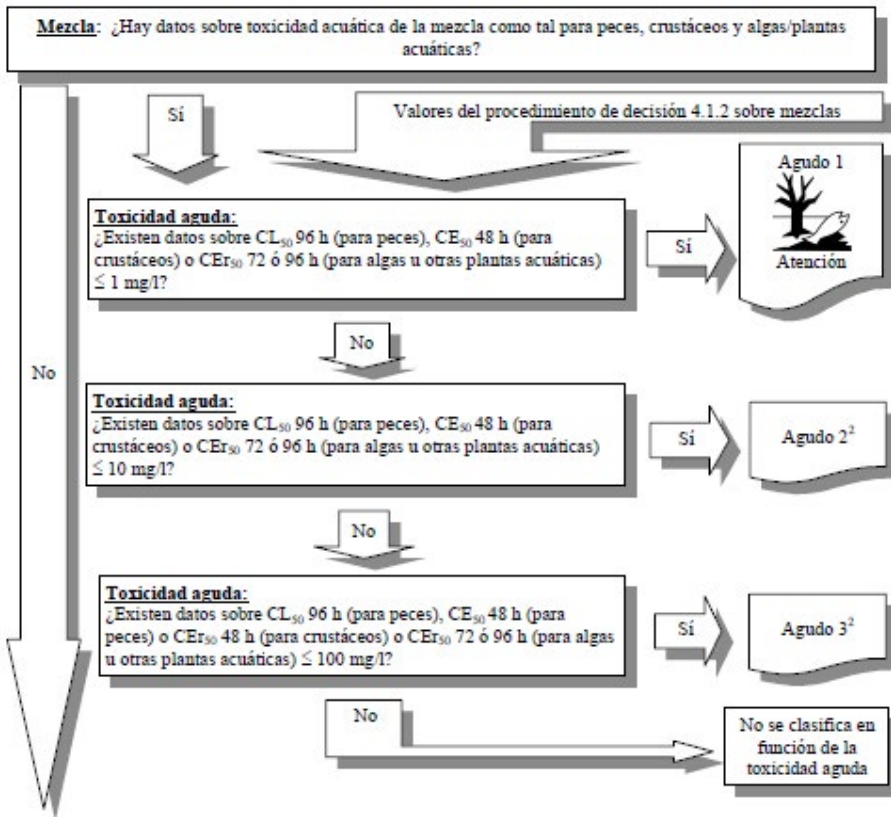 Mezcla: ¿Hay datos sobre toxicidad acuática de la mezcla como tal para peces, crustáceos y algas/plantas
acuáticas?
Sí
Valores del procedimiento de decisión 4.1.2 sobre mezclas
Toxicidad aguda:
¿Existen datos sobre CL₅₀ 96 h (para peces), CE₅₀ 48 h (para
crustáceos) o CEr₅₀ 72 ó 96 h (para algas u otras plantas acuáticas)
≤ 1 mg/l?
Sí
Agudo 1
Atención
No
No
Toxicidad aguda:
¿Existen datos sobre CL₅₀ 96 h (para peces), CE₅₀ 48 h (para
crustáceos) o CEr₅₀ 72 ó 96 h (para algas u otras plantas acuáticas)
≤ 10 mg/l?
Sí
Agudo 2²
No
Toxicidad aguda:
¿Existen datos sobre CL₅₀ 96 h (para peces), CE₅₀ 48 h (para
peces) o CEr₅₀ 48 h (para crustáceos) o CEr₅₀ 72 ó 96 h (para algas
u otras plantas acuáticas) ≤ 100 mg/l?
Sí
Agudo 3²
No
No se clasifica en
función de la
toxicidad aguda